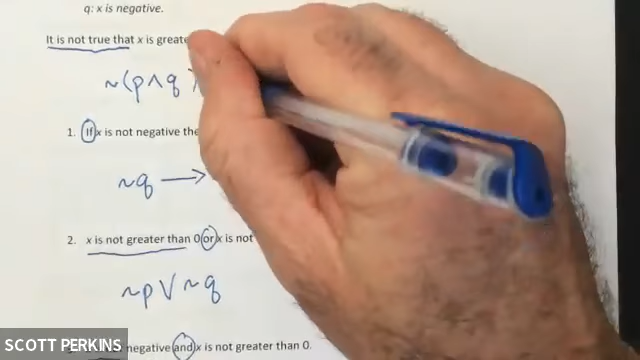 q: x is negative.
It is not true that x is greate
~(p ∧ q )
1. If x is not negative the
~q →
2. x is not greater than 0 or x is not
~p ∨ ~q
negative and x is not greater than 0.
SCOTT PERKINS